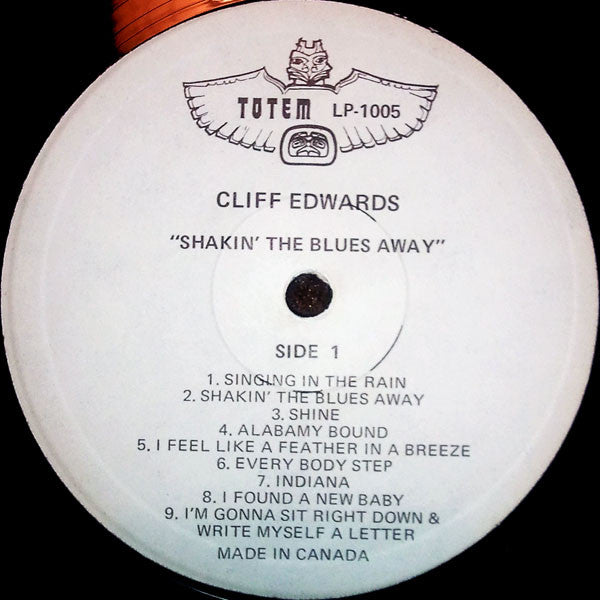 TOTEM LP-1005
CLIFF EDWARDS
"SHAKIN' THE BLUES AWAY"
SIDE 1
1. SINGING IN THE RAIN
2. SHAKIN' THE BLUES AWAY
3. SHINE
4. ALABAMY BOUND
5. I FEEL LIKE A FEATHER IN A BREEZE
6. EVERY BODY STEP
7. INDIANA
8. I FOUND A NEW BABY
9. I'M GONNA SIT RIGHT DOWN &
WRITE MYSELF A LETTER
MADE IN CANADA